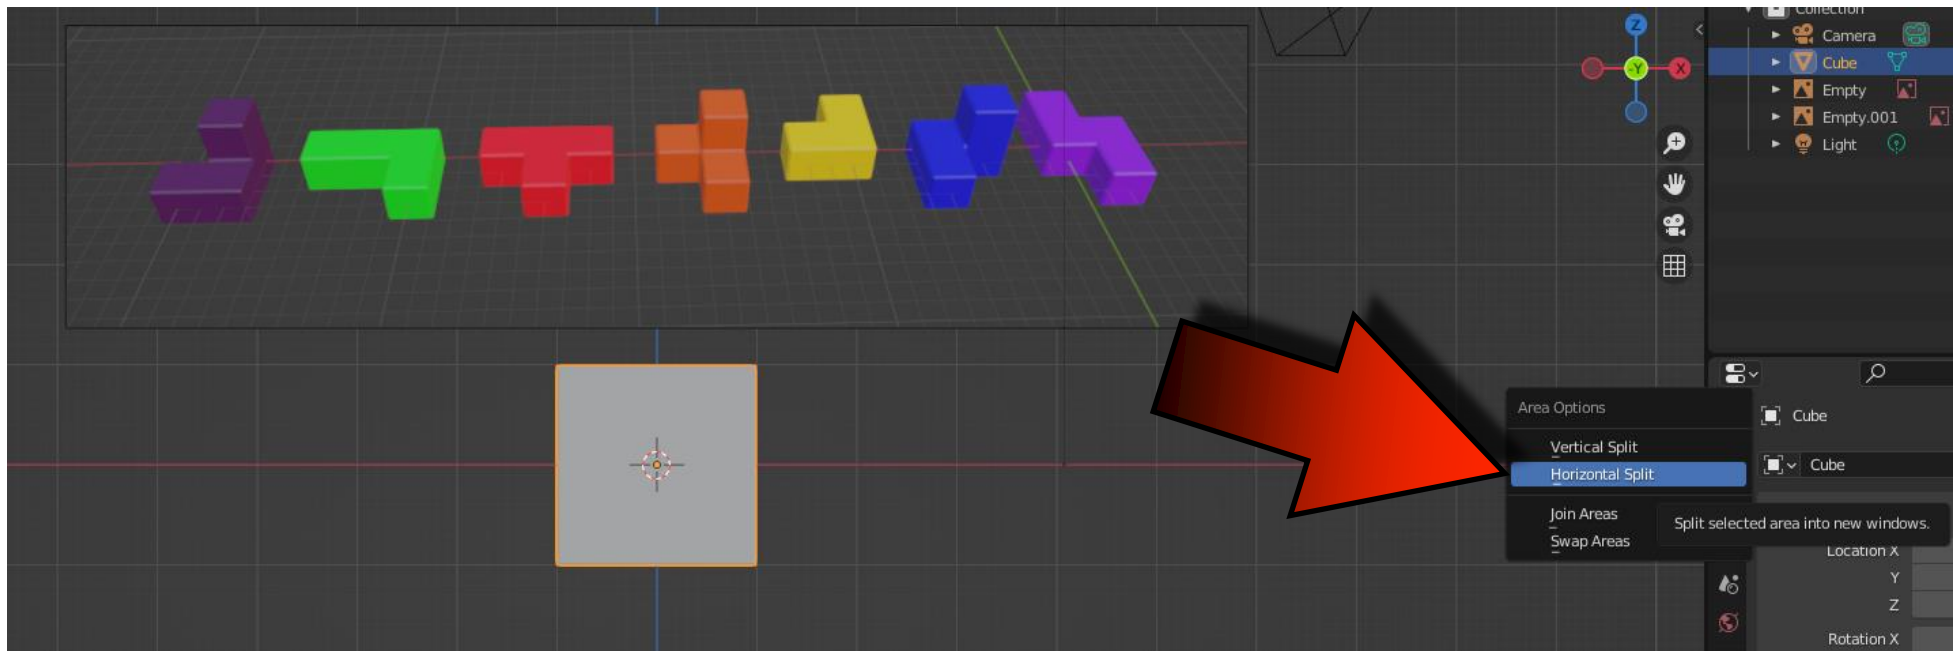 Collection
Z
Camera
Cube
-Y
X
Empty
Empty.001
Light
Area Options
Cube
Vertical Split
Cube
Horizontal Split
Join Areas
Split selected area into new windows.
Swap Areas
Location X
Y
Z
Rotation X